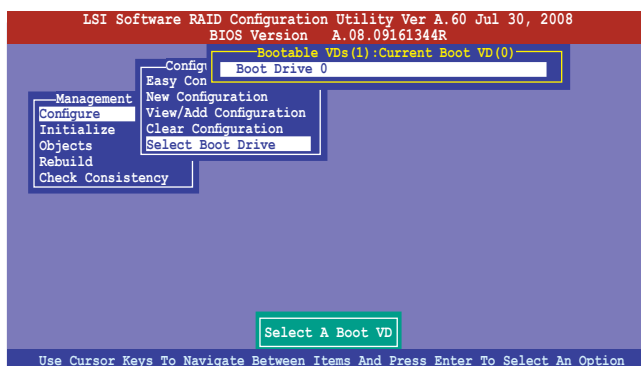 LSI Software RAID Configuration Utility Ver A.60 Jul 30, 2008
BIOS Version A.08.09161344R
Bootable VDs(1):Current Boot VD(0)
Boot Drive 0
Easy Con
New Configuration
View/Add Configuration
Clear Configuration
Select Boot Drive
Management
Configure
Initialize
Objects
Rebuild
Check Consistency
Select A Boot VD
Use Cursor Keys To Navigate Between Items And Press Enter To Select An Option